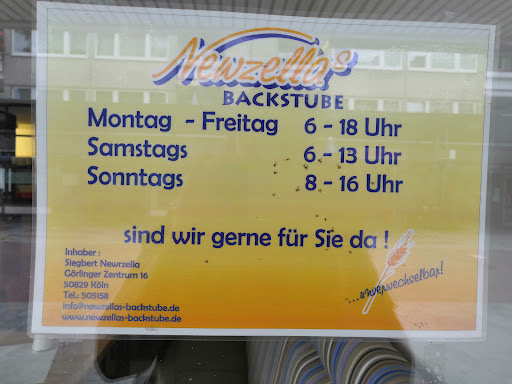 Newzella's
BACKSTUBE
Montag - Freitag 6 - 18 Uhr
Samstags 6 - 13 Uhr
Sonntags 8 - 16 Uhr
sind wir gerne für Sie da !
Inhaber :
Siegbert Newrzella
Görlinger Zentrum 16
50829 Köln
Tel.: 505158
info@newzellas-backstube.de
www.newzellas-backstube.de
...unverwechselbar!